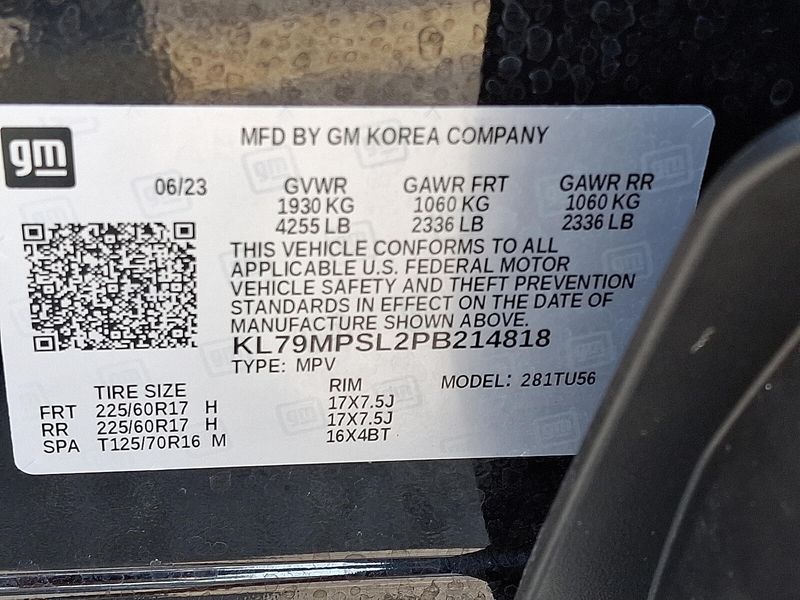 MFD BY GM KOREA COMPANY
gm
06/23 GVWR GAWR FRT GAWR RR
1930 KG 1060 KG 1060 KG
4255 LB 2336 LB 2336 LB
THIS VEHICLE CONFORMS TO ALL
APPLICABLE U.S. FEDERAL MOTOR
VEHICLE SAFETY AND THEFT PREVENTION
STANDARDS IN EFFECT ON THE DATE OF
MANUFACTURE SHOWN ABOVE.
KL79MPSL2PB214818
TYPE: MPV MODEL: 281TU56
TIRE SIZE RIM
FRT 225/60R17 H 17X7.5J
RR 225/60R17 H 17X7.5J
SPA T125/70R16 M 16X4BT